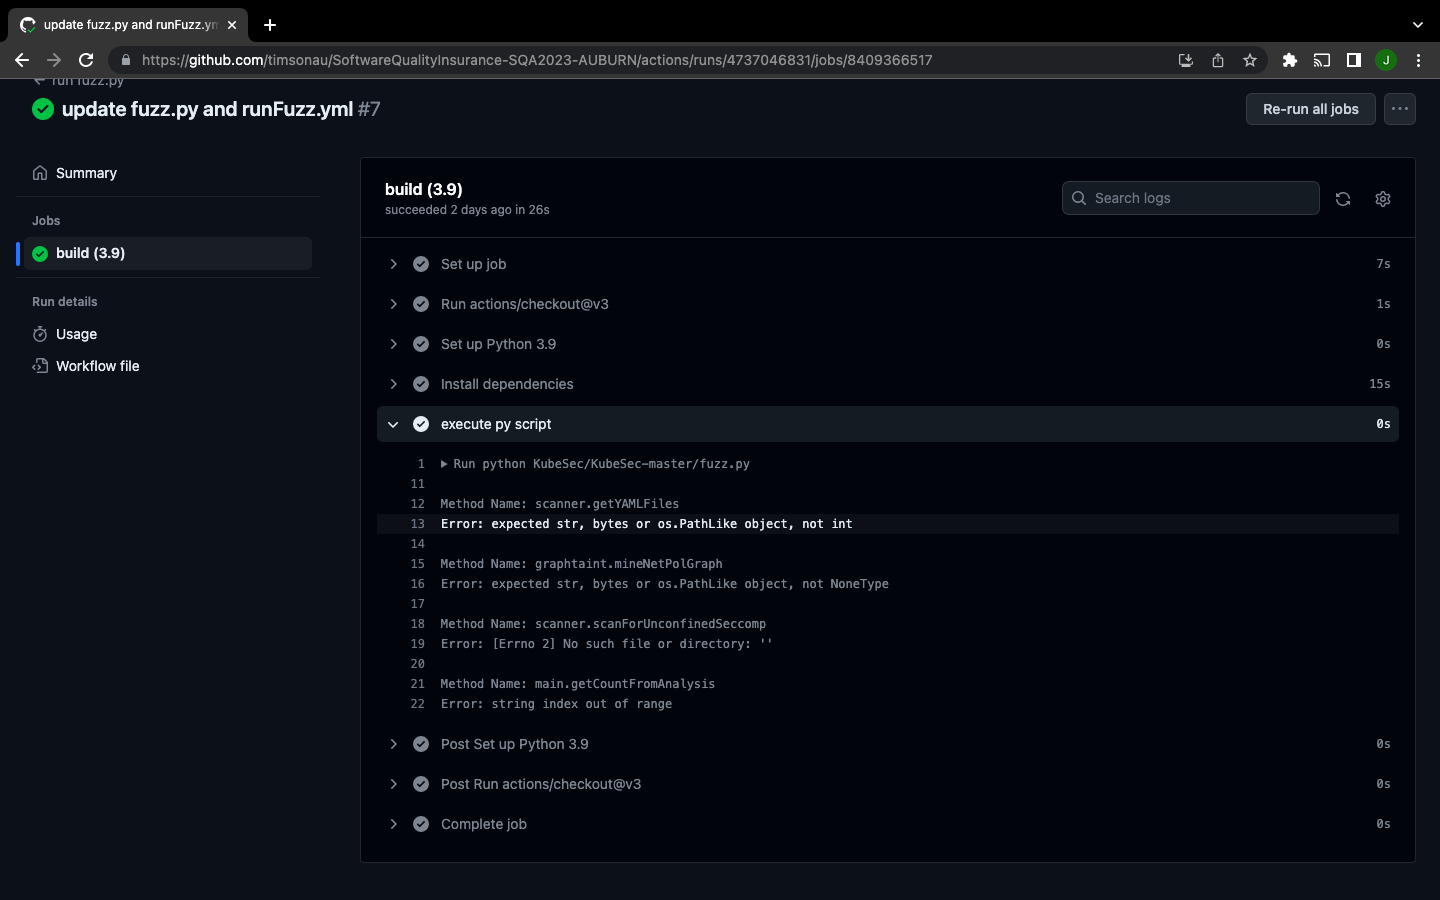 update fuzz.py and runFuzz.ym
https://github.com/timsonau/SoftwareQualityInsurance-SQA2023-AUBURN/actions/runs/4737046831/jobs/8409366517
J
run fuzz.py
update fuzz.py and runFuzz.yml #7
Re-run all jobs
Summary
Jobs
build (3.9)
Run details
Usage
Workflow file
build (3.9)
succeeded 2 days ago in 26s
Search logs
Set up job 7s
Run actions/checkout@v3 1s
Set up Python 3.9 0s
Install dependencies 15s
execute py script 0s
1 Run python KubeSec/KubeSec-master/fuzz.py
11
12 Method Name: scanner.getYAMLFiles
13 Error: expected str, bytes or os.PathLike object, not int
14
15 Method Name: graphtaint.mineNetPolGraph
16 Error: expected str, bytes or os.PathLike object, not NoneType
17
18 Method Name: scanner.scanForUnconfinedSeccomp
19 Error: [Errno 2] No such file or directory: ''
20
21 Method Name: main.getCountFromAnalysis
22 Error: string index out of range
Post Set up Python 3.9 0s
Post Run actions/checkout@v3 0s
Complete job 0s